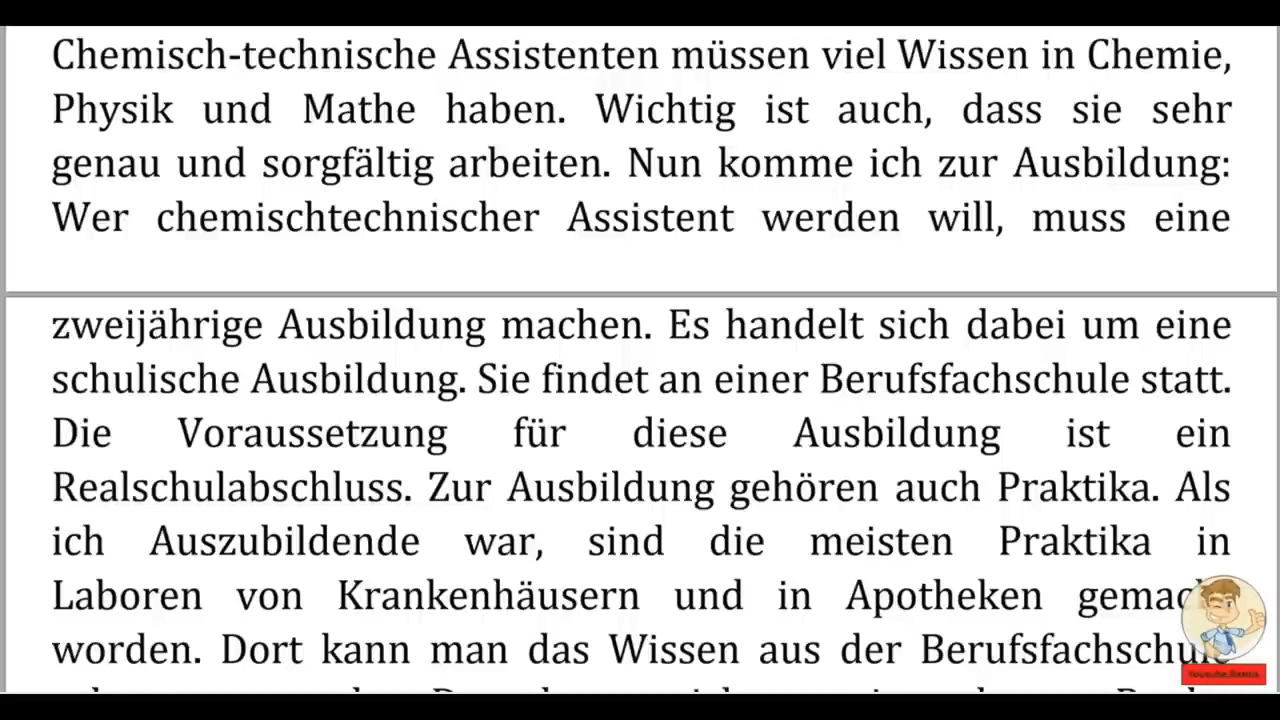 Chemisch-technische Assistenten müssen viel Wissen in Chemie,
Physik und Mathe haben. Wichtig ist auch, dass sie sehr
genau und sorgfältig arbeiten. Nun komme ich zur Ausbildung:
Wer chemischtechnischer Assistent werden will, muss eine
zweijährige Ausbildung machen. Es handelt sich dabei um eine
schulische Ausbildung. Sie findet an einer Berufsfachschule statt.
Die Voraussetzung für diese Ausbildung ist ein
Realschulabschluss. Zur Ausbildung gehören auch Praktika. Als
ich Auszubildende war, sind die meisten Praktika in
Laboren von Krankenhäusern und in Apotheken gemacht
worden. Dort kann man das Wissen aus der Berufsfachschule